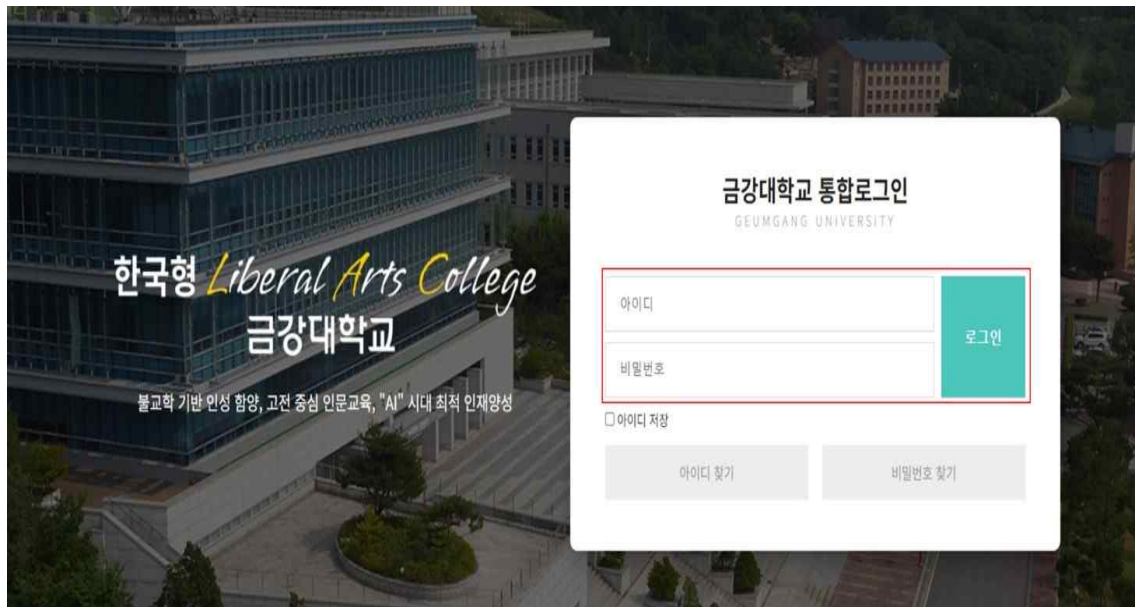 한국형 Liberal Arts College
금강대학교
불교학 기반 인성 함양, 고전 중심 인문교육, "AI" 시대 최적 인재양성
금강대학교 통합로그인
GEUMGANG UNIVERSITY
아이디
비밀번호
로그인
아이디 저장
아이디 찾기
비밀번호 찾기